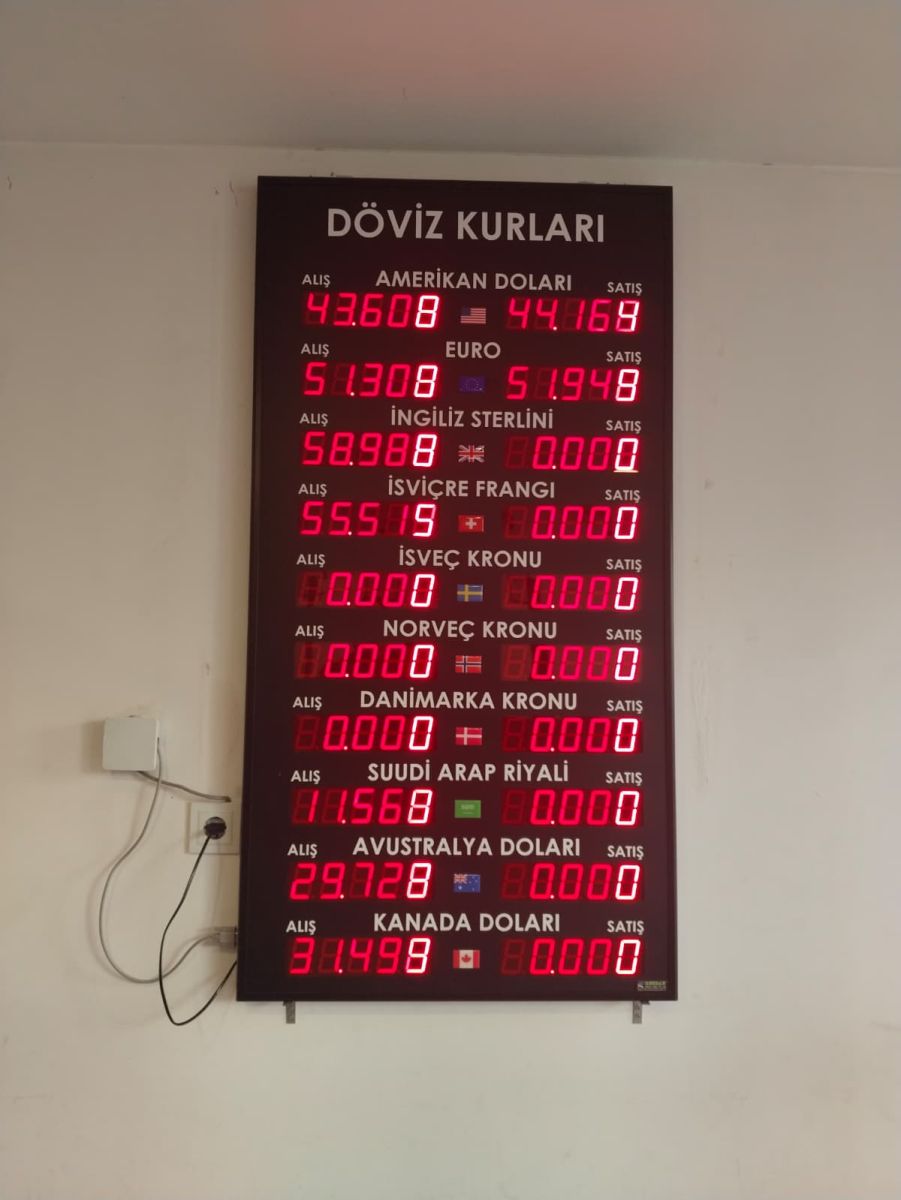 DÖVİZ KURLARI
ALIŞ AMERİKAN DOLARI SATIŞ
43.608 44.164
ALIŞ EURO SATIŞ
51.308 51.948
ALIŞ İNGİLİZ STERLİNİ SATIŞ
58.988 0.000
ALIŞ İSVİÇRE FRANGI SATIŞ
55.519 0.000
ALIŞ İSVEÇ KRONU SATIŞ
0.000 0.000
ALIŞ NORVEÇ KRONU SATIŞ
0.000 0.000
ALIŞ DANİMARKA KRONU SATIŞ
0.000 0.000
ALIŞ SUUDİ ARAP RİYALİ SATIŞ
11.568 0.000
ALIŞ AVUSTRALYA DOLARI SATIŞ
29.728 0.000
ALIŞ KANADA DOLARI SATIŞ
31.499 0.000